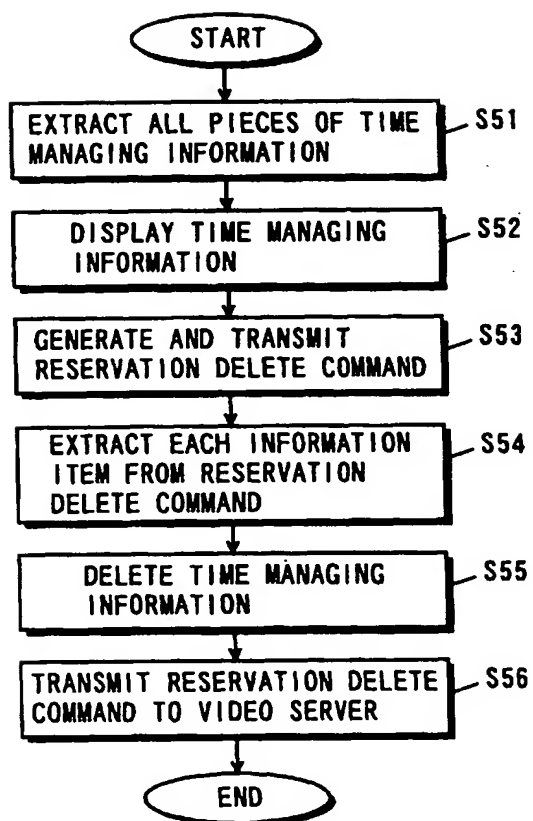 START
EXTRACT ALL PIECES OF TIME
MANAGING INFORMATION
S51
DISPLAY TIME MANAGING
INFORMATION
S52
GENERATE AND TRANSMIT
RESERVATION DELETE COMMAND
S53
EXTRACT EACH INFORMATION
ITEM FROM RESERVATION
DELETE COMMAND
S54
DELETE TIME MANAGING
INFORMATION
S55
TRANSMIT RESERVATION DELETE
COMMAND TO VIDEO SERVER
S56
END